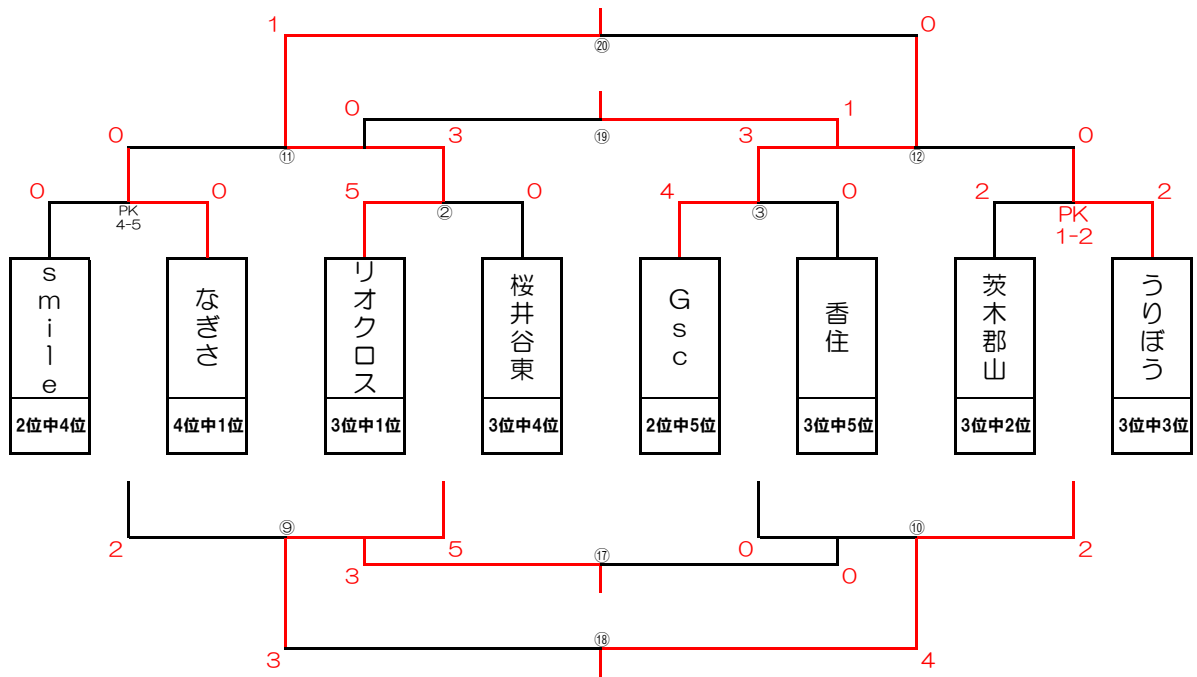 1 0
⑳
0 1
⑲
0 3 3 0
⑪ ⑫
0 0 5 0 4 0 2 2
PK
4-5
② ③
PK
1-2
smile
なぎさ
リオクロス
桜井谷東
Gsc
香住
茨木郡山
うりぼう
2位中4位 4位中1位 3位中1位 3位中4位 2位中5位 3位中5位 3位中2位 3位中3位
⑨ ⑩
2 5 0 2
⑰
3 0
⑱
3 4